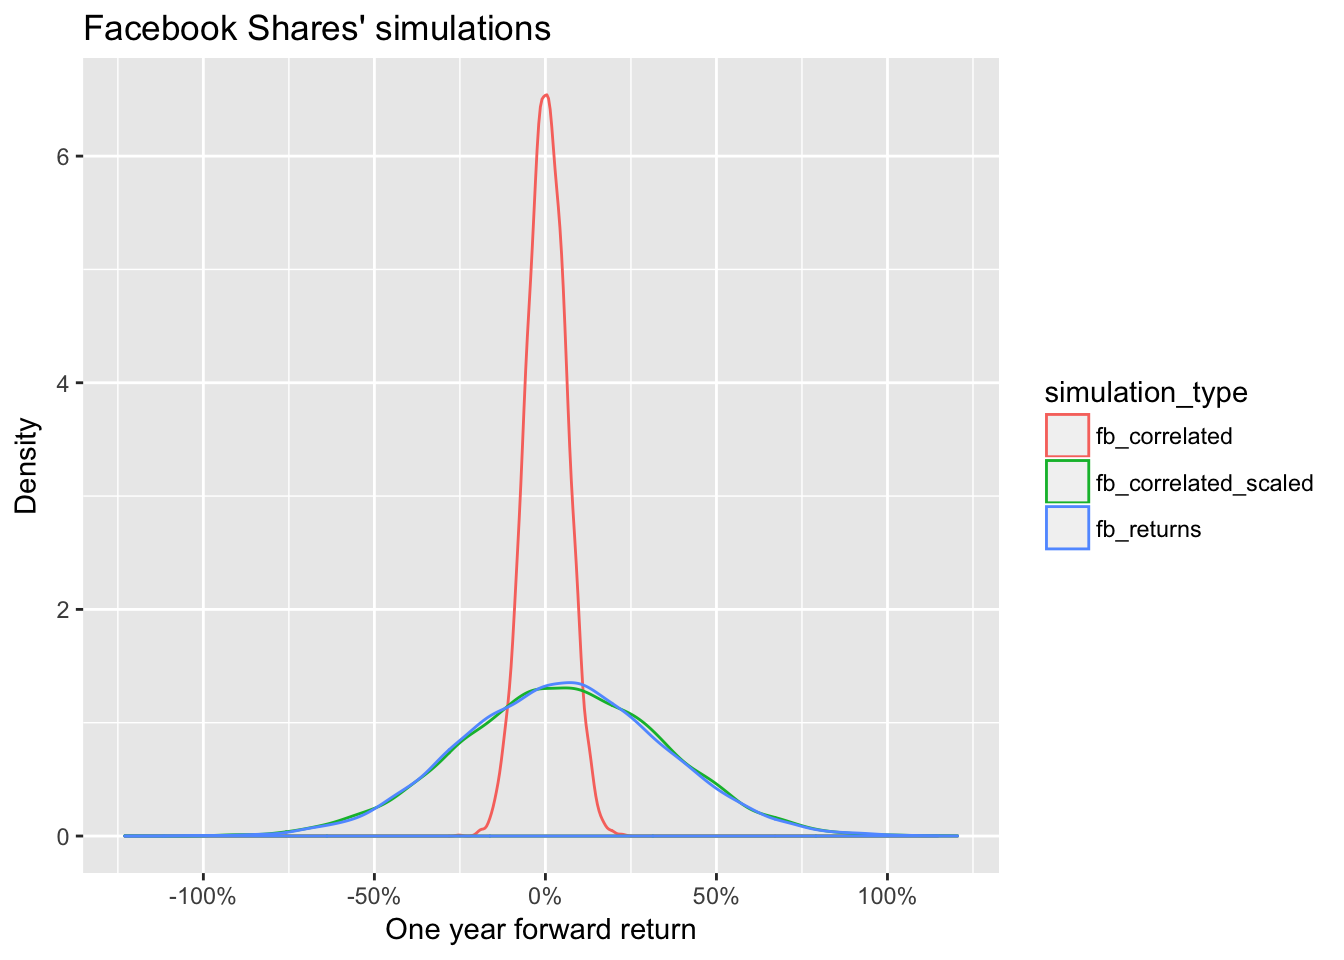 Facebook Shares' simulations
6
4
2
0
Density
-100%
-50%
0%
50%
100%
One year forward return
simulation_type
fb_correlated
fb_correlated_scaled
fb_returns